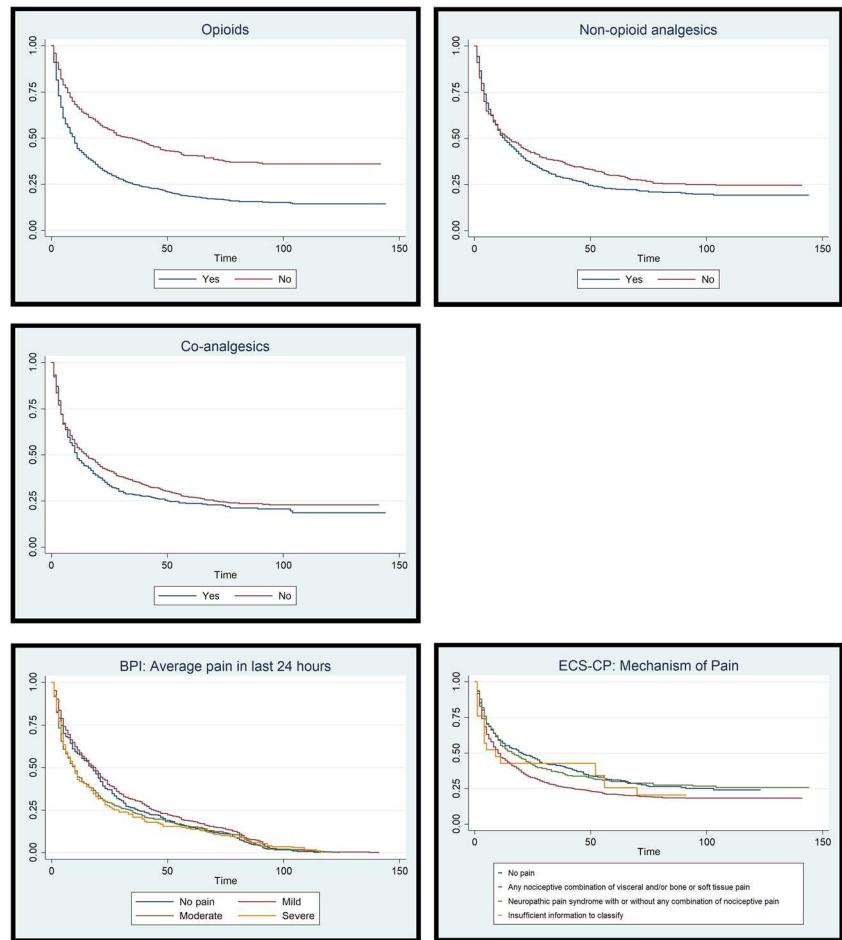 Opioids
1.00
0.75
0.50
0.25
0.00
0 50 100 150
Time
Yes No
Non-opioid analgesics
1.00
0.75
0.50
0.25
0.00
0 50 100 150
Time
Yes No
Co-analgesics
1.00
0.75
0.50
0.25
0.00
0 50 100 150
Time
Yes No
BPI: Average pain in last 24 hours
1.00
0.75
0.50
0.25
0.00
0 50 100 150
Time
No pain Mild
Moderate Severe
ECS-CP: Mechanism of Pain
1.00
0.75
0.50
0.25
0.00
0 50 100 150
Time
No pain
Any nociceptive combination of visceral and/or bone or soft tissue pain
Neuropathic pain syndrome with or without any combination of nociceptive pain
Insufficient information to classify